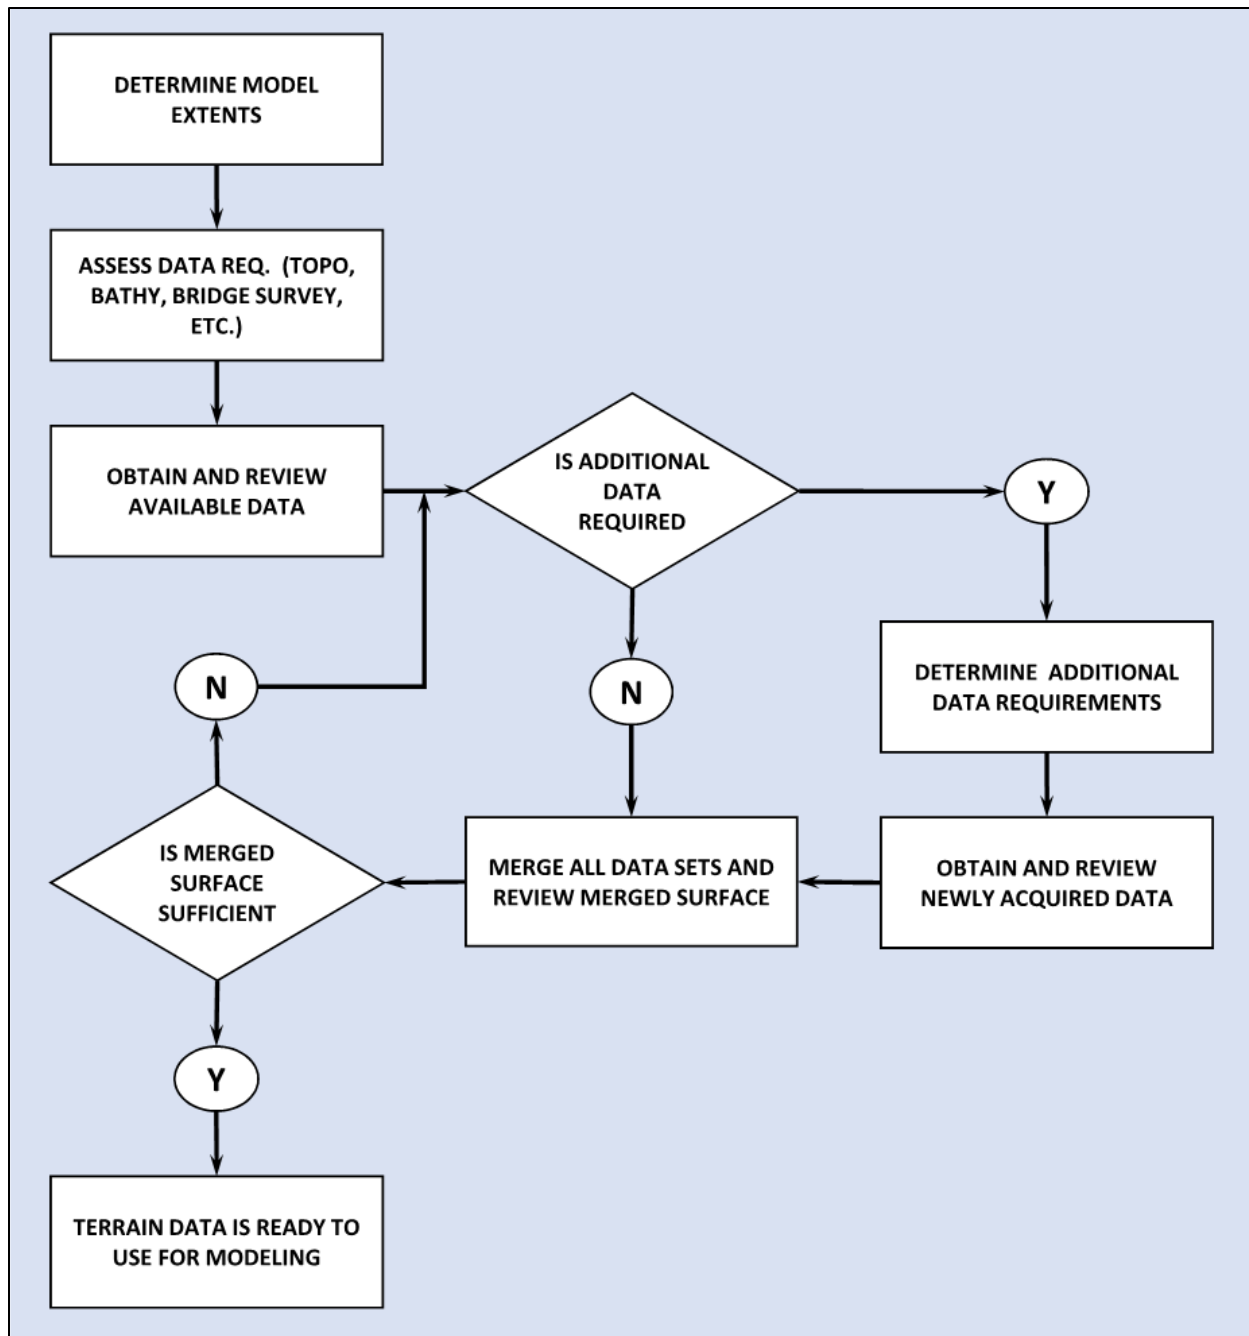 DETERMINE MODEL
EXTENTS
ASSESS DATA REQ. (TOPO,
BATHY, BRIDGE SURVEY,
ETC.)
OBTAIN AND REVIEW
AVAILABLE DATA
IS ADDITIONAL
DATA
REQUIRED
Y
N
N
DETERMINE ADDITIONAL
DATA REQUIREMENTS
IS MERGED
SURFACE
SUFFICIENT
MERGE ALL DATA SETS AND
REVIEW MERGED SURFACE
OBTAIN AND REVIEW
NEWLY ACQUIRED DATA
Y
TERRAIN DATA IS READY TO
USE FOR MODELING